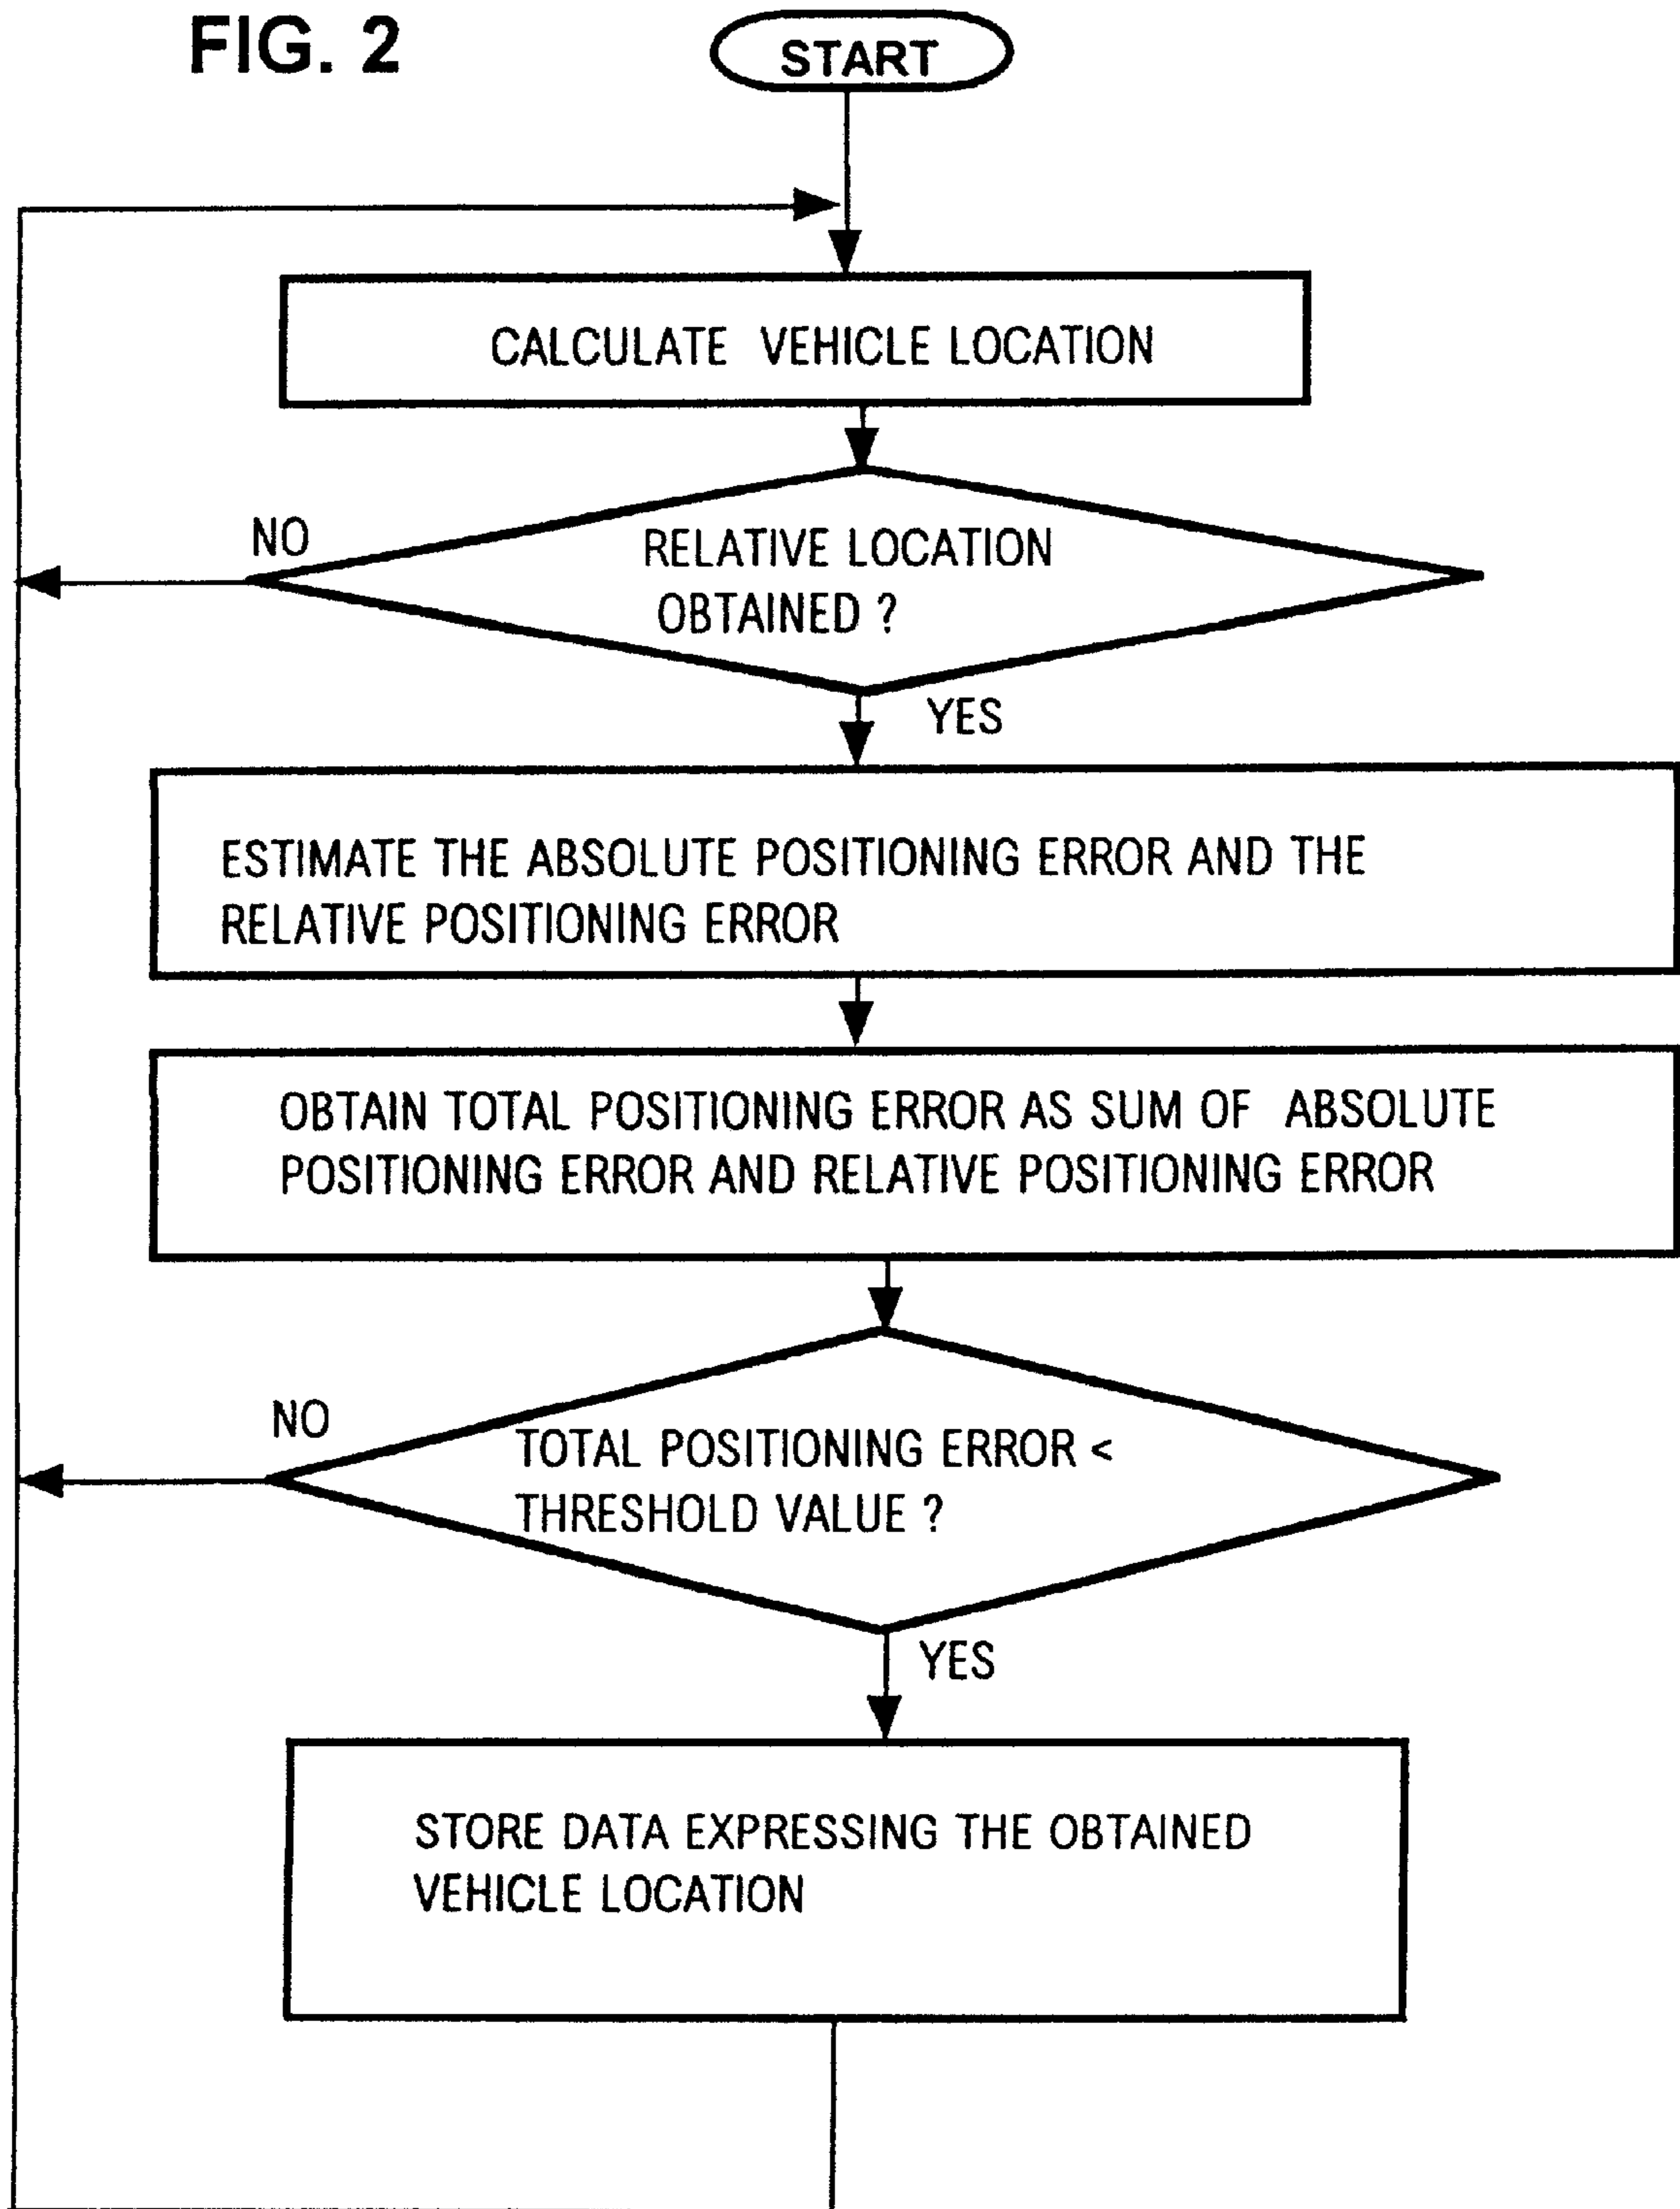 FIG. 2
START
CALCULATE VEHICLE LOCATION
NO
RELATIVE LOCATION
OBTAINED ?
YES
ESTIMATE THE ABSOLUTE POSITIONING ERROR AND THE
RELATIVE POSITIONING ERROR
OBTAIN TOTAL POSITIONING ERROR AS SUM OF ABSOLUTE
POSITIONING ERROR AND RELATIVE POSITIONING ERROR
NO
TOTAL POSITIONING ERROR <
THRESHOLD VALUE ?
YES
STORE DATA EXPRESSING THE OBTAINED
VEHICLE LOCATION